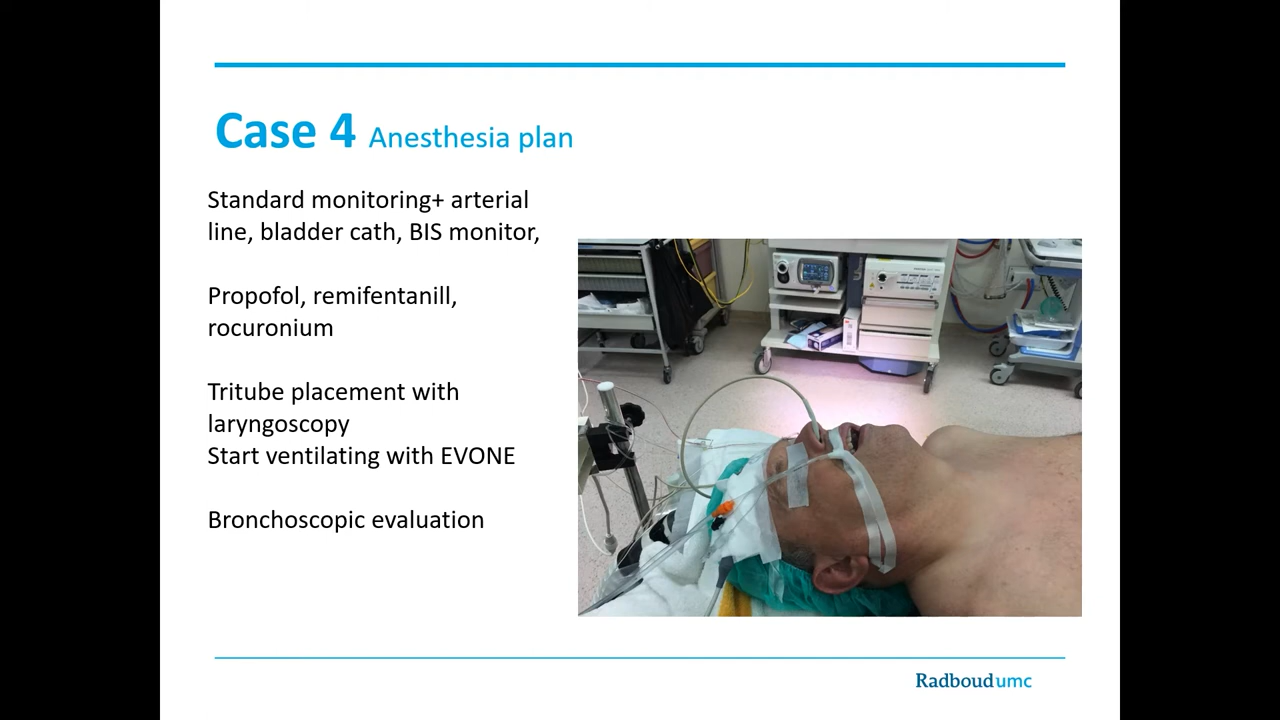 Case 4 Anesthesia plan
Standard monitoring+ arterial
line, bladder cath, BIS monitor,
Propofol, remifentanill,
rocuronium
Tritube placement with
laryngoscopy
Start ventilating with EVONE
Bronchoscopic evaluation
Radboudumc